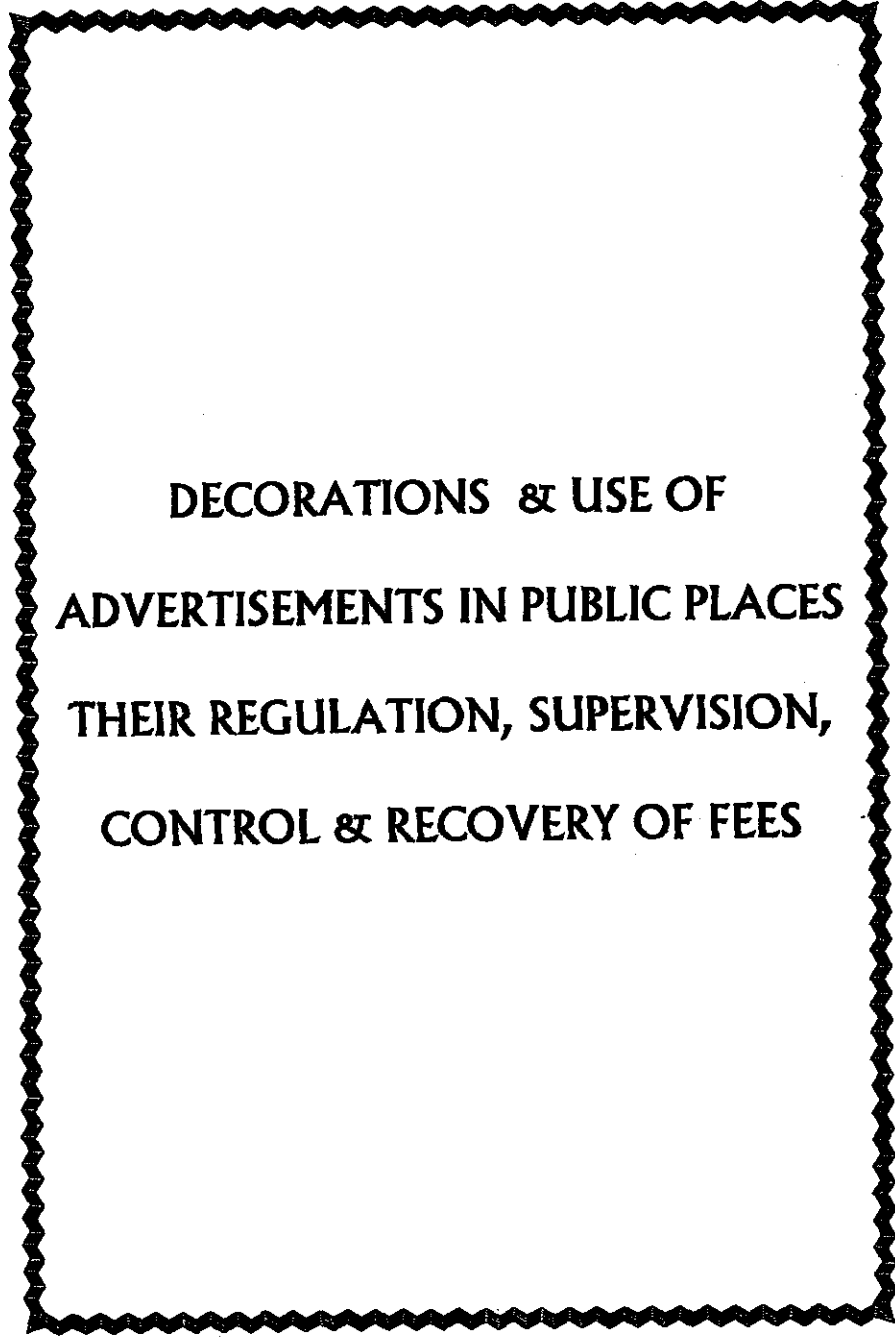 DECORATIONS & USE OF
ADVERTISEMENTS IN PUBLIC PLACES
THEIR REGULATION, SUPERVISION,
CONTROL & RECOVERY OF FEES